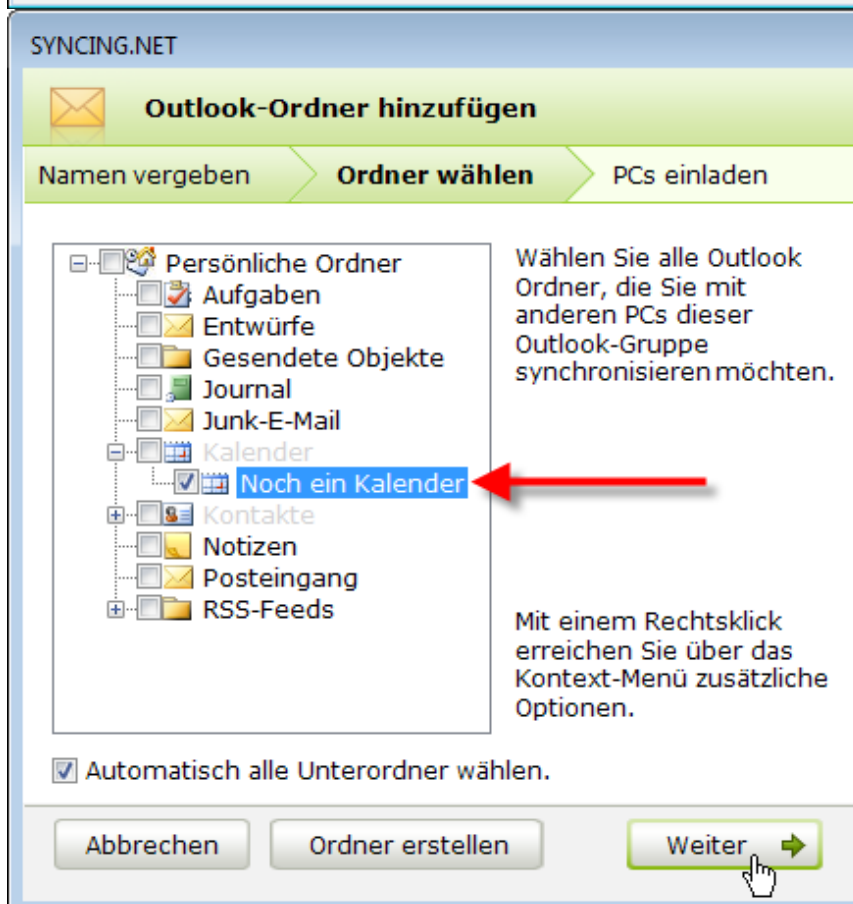 SYNCING.NET
Outlook-Ordner hinzufügen
Namen vergeben
Ordner wählen
PCs einladen
Persönliche Ordner
Aufgaben
Entwürfe
Gesendete Objekte
Journal
Junk-E-Mail
Kalender
Noch ein Kalender
Kontakte
Notizen
Posteingang
RSS-Feeds
Wählen Sie alle Outlook
Ordner, die Sie mit
anderen PCs dieser
Outlook-Gruppe
synchronisieren möchten.
Mit einem Rechtsklick
erreichen Sie über das
Kontext-Menü zusätzliche
Optionen.
Automatisch alle Unterordner wählen.
Abbrechen
Ordner erstellen
Weiter